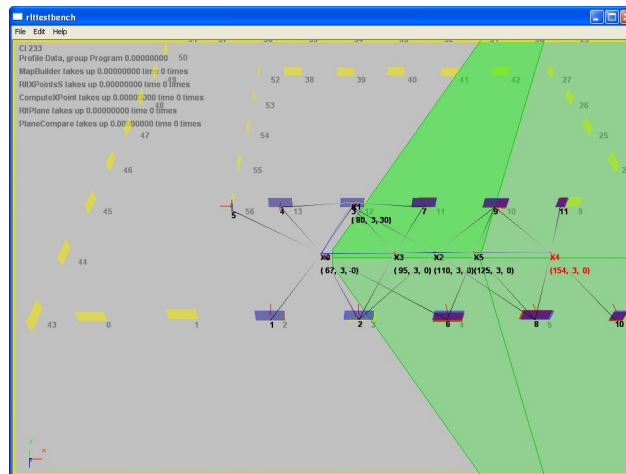 rlttestbench
File Edit Help
CI 233
Profile Data, group Program 0.00000000
MapBuilder takes up 0.00000000 time 0 times
RltXPointsS takes up 0.00000000 time 0 times
ComputeXPoint takes up 0.00000000 time 0 times
RltPlane takes up 0.00000000 time 0 times
PlaneCompare takes up 0.00000000 time 0 times
50
52 38 39 40 41 42 27
49
48 53 26
47 54 25
46 55
45 5 56 4 13 3 X1 12 7 11 9 10 11 9
( 80, 3, 30)
44 X0 X3 X2 X5 X4
( 67, 3, -0) ( 95, 3, 0) (110, 3, 0) (125, 3, 0) (154, 3, 0)
43 0 1 1 2 2 3 6 4 8 5 10
x